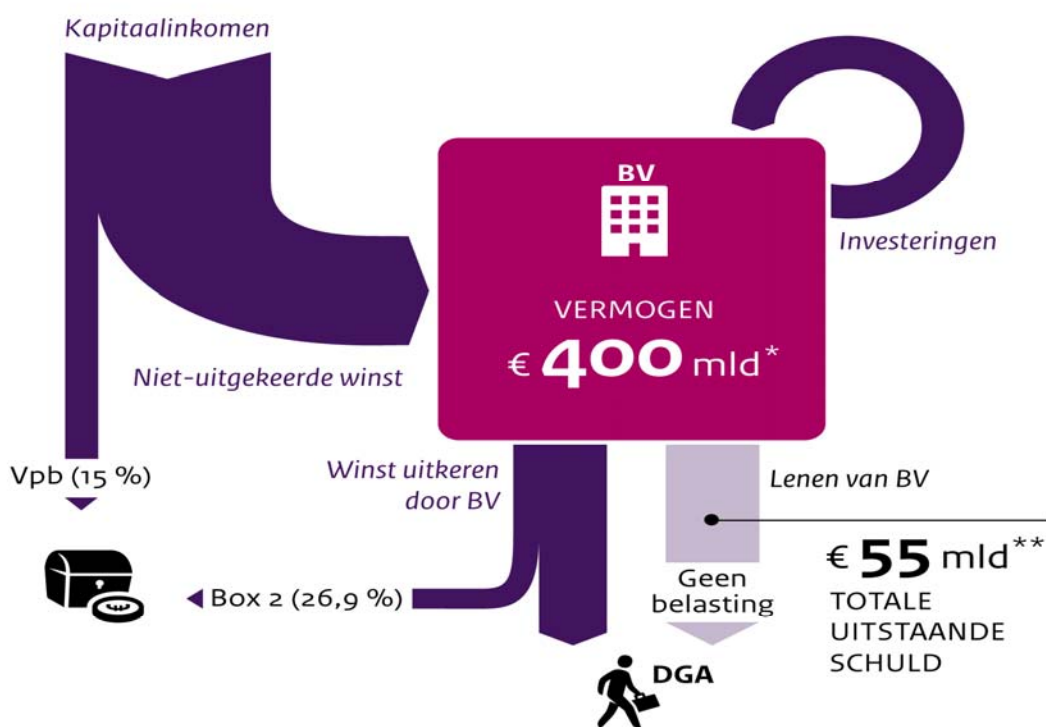 Kapitaalinkomen
BV
Investeringen
VERMOGEN
€ 400 mld*
Niet-uitgekeerde winst
Vpb (15 %)
Winst uitkeren
door BV
Lenen van BV
€ 55 mld**
TOTALE
UITSTAANDE
SCHULD
Geen
belasting
Box 2 (26,9 %)
DGA